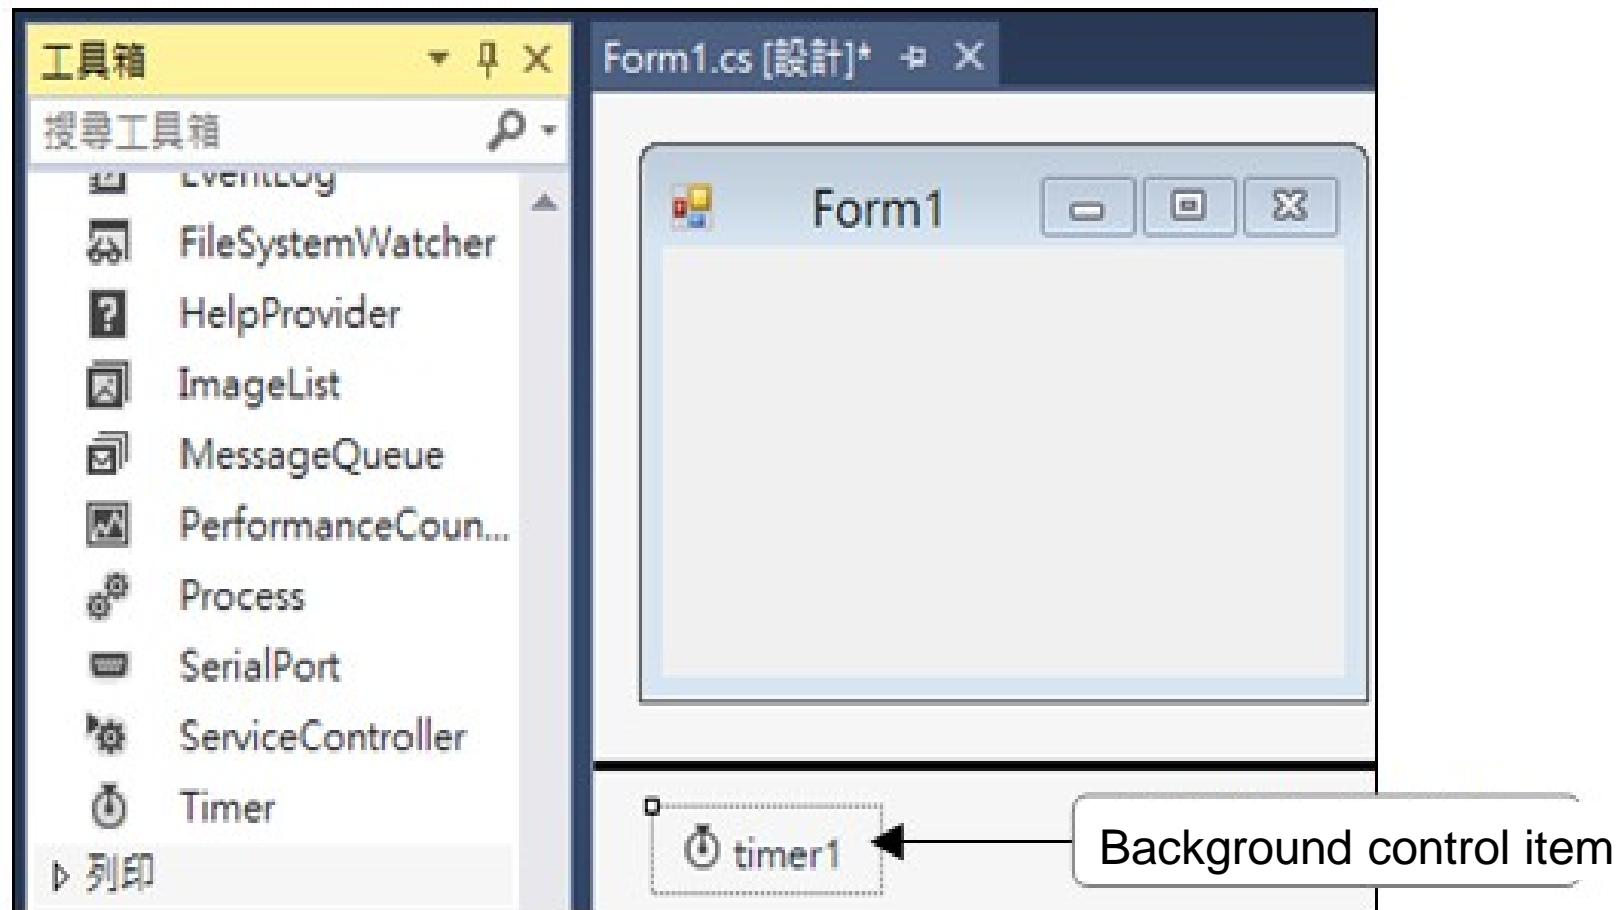 工具箱
搜尋工具箱
EventLog
FileSystemWatcher
HelpProvider
ImageList
MessageQueue
PerformanceCoun...
Process
SerialPort
ServiceController
Timer
列印
Form1.cs [設計]*
Form1
timer1
Background control item